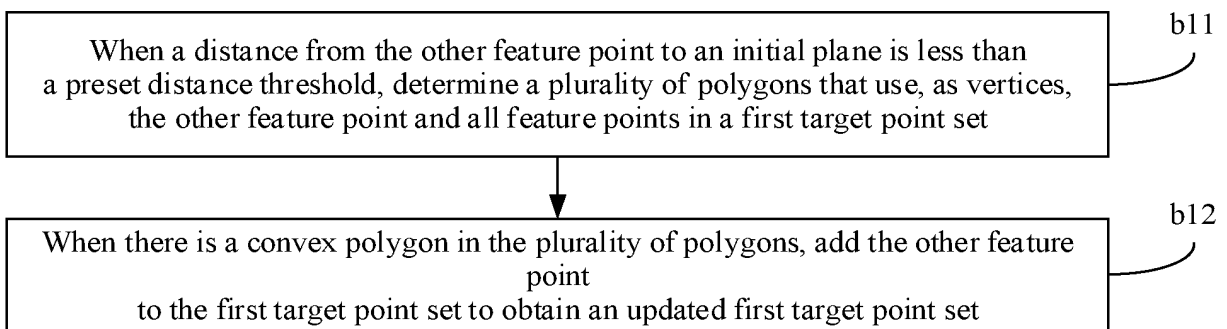 b11
When a distance from the other feature point to an initial plane is less than
a preset distance threshold, determine a plurality of polygons that use, as vertices,
the other feature point and all feature points in a first target point set
b12
When there is a convex polygon in the plurality of polygons, add the other feature
point
to the first target point set to obtain an updated first target point set